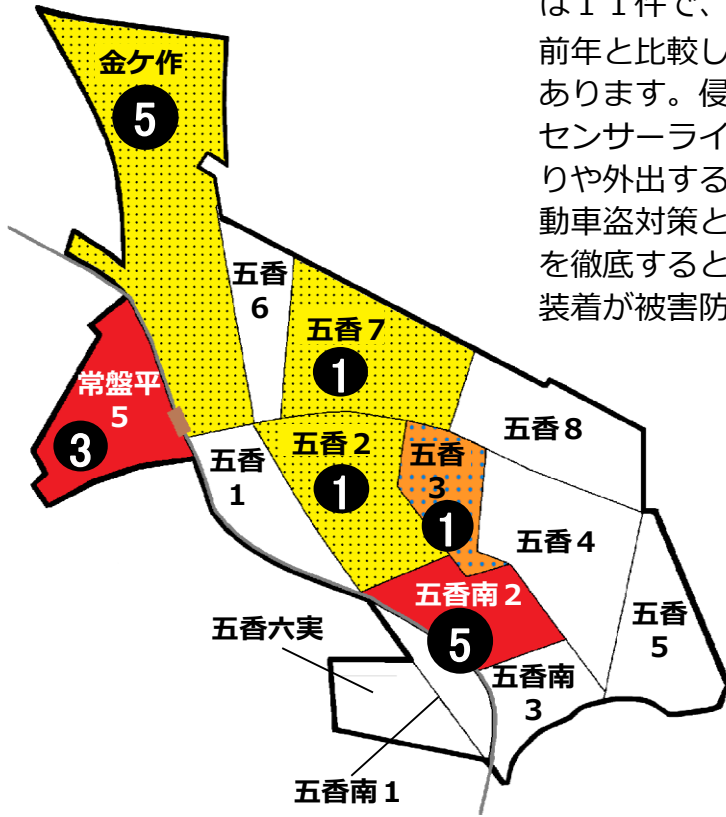 は１１件で、
前年と比較し
あります。侵
センサーライ
りや外出する
動車盗対策と
を徹底すると
装着が被害防
金ケ作
5
五香
6
五香７
1
常盤平
5
3
五香
1
五香２
1
五香
3
1
五香８
五香４
五香
5
五香南２
5
五香南
3
五香六実
五香南１